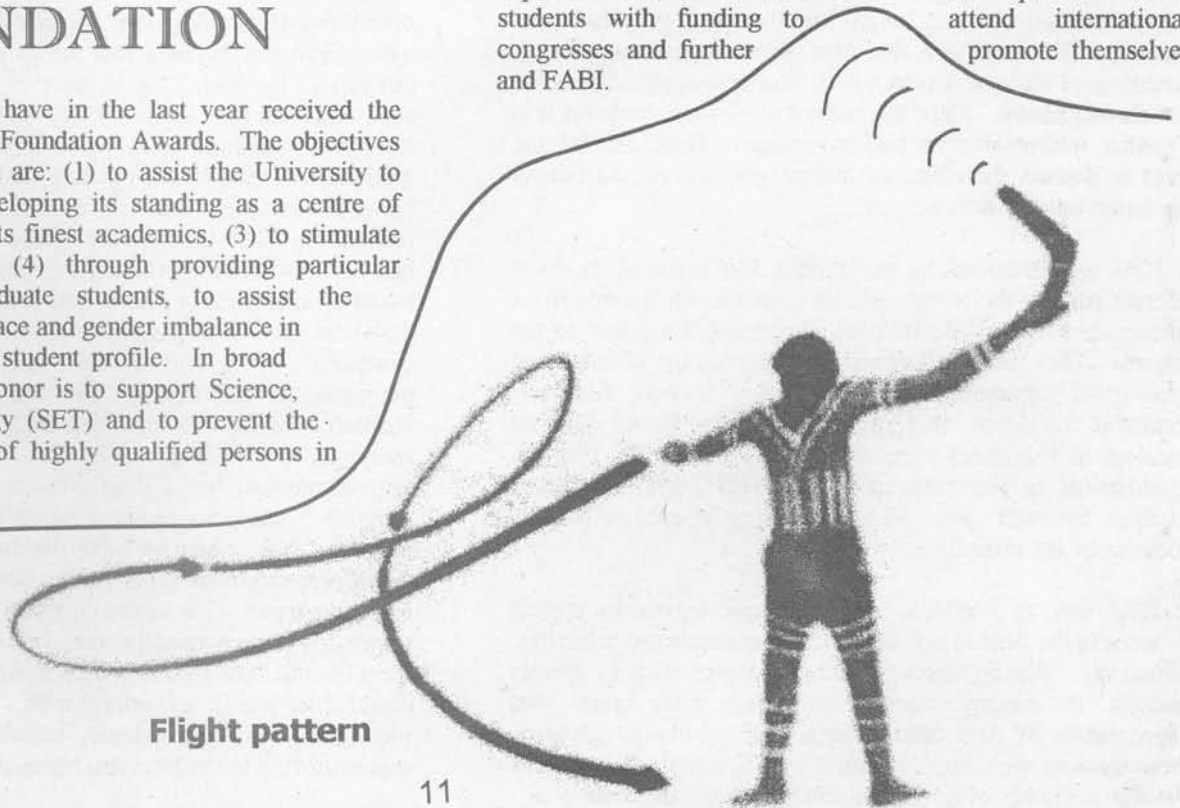 NDATION
have in the last year received the
Foundation Awards. The objectives
are: (1) to assist the University to
eloping its standing as a centre of
ts finest academics, (3) to stimulate
(4) through providing particular
duate students, to assist the
ace and gender imbalance in
student profile. In broad
onor is to support Science,
ty (SET) and to prevent the
of highly qualified persons in
students with funding to attend internationa
congresses and further promote themselve
and FABI.
Flight pattern
11